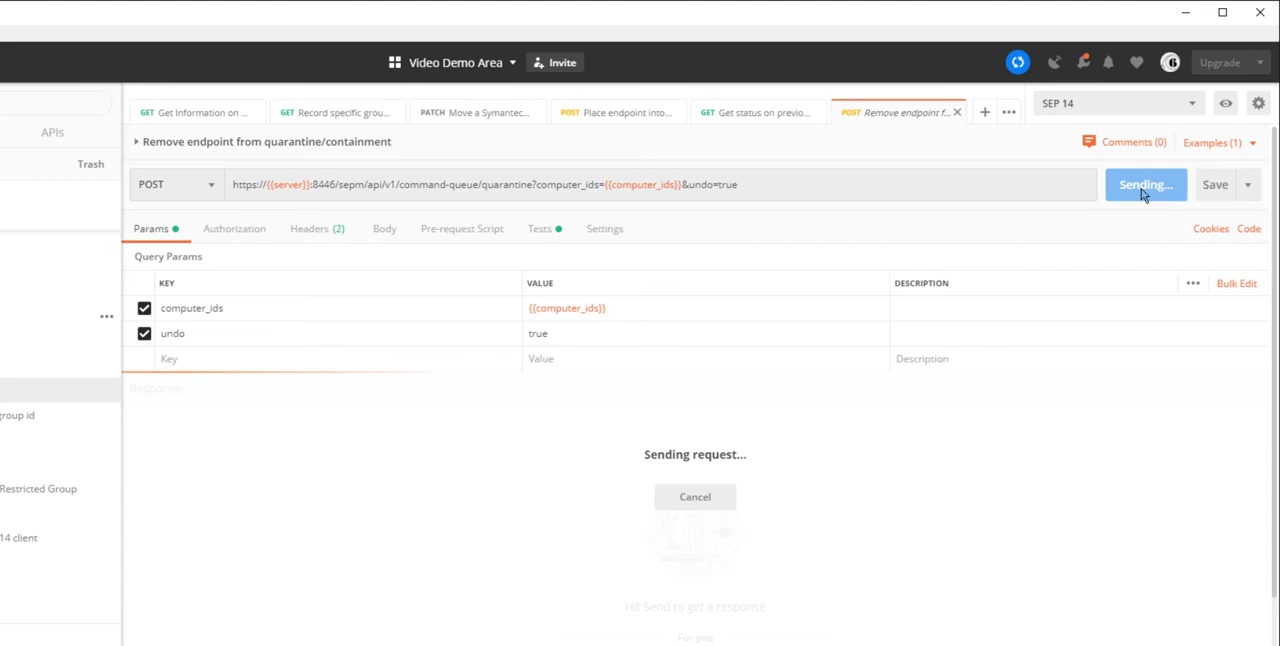 Video Demo Area
Invite
Upgrade
GET Get Information on ...
GET Record specific grou...
PATCH Move a Symantec...
POST Place endpoint into...
GET Get status on previo...
POST Remove endpoint f...
SEP 14
APIs
Trash
Remove endpoint from quarantine/containment
Comments (0)
Examples (1)
POST
https://{{server}}:8446/sepm/api/v1/command-queue/quarantine?computer_ids={{computer_ids}}&undo=true
Sending...
Save
Params
Authorization
Headers (2)
Body
Pre-request Script
Tests
Settings
Cookies
Code
Query Params
KEY
VALUE
DESCRIPTION
Bulk Edit
computer_ids
{{computer_ids}}
undo
true
Key
Value
Description
Response
group id
Sending request...
Restricted Group
Cancel
14 client
Hit Send to get a response
For you